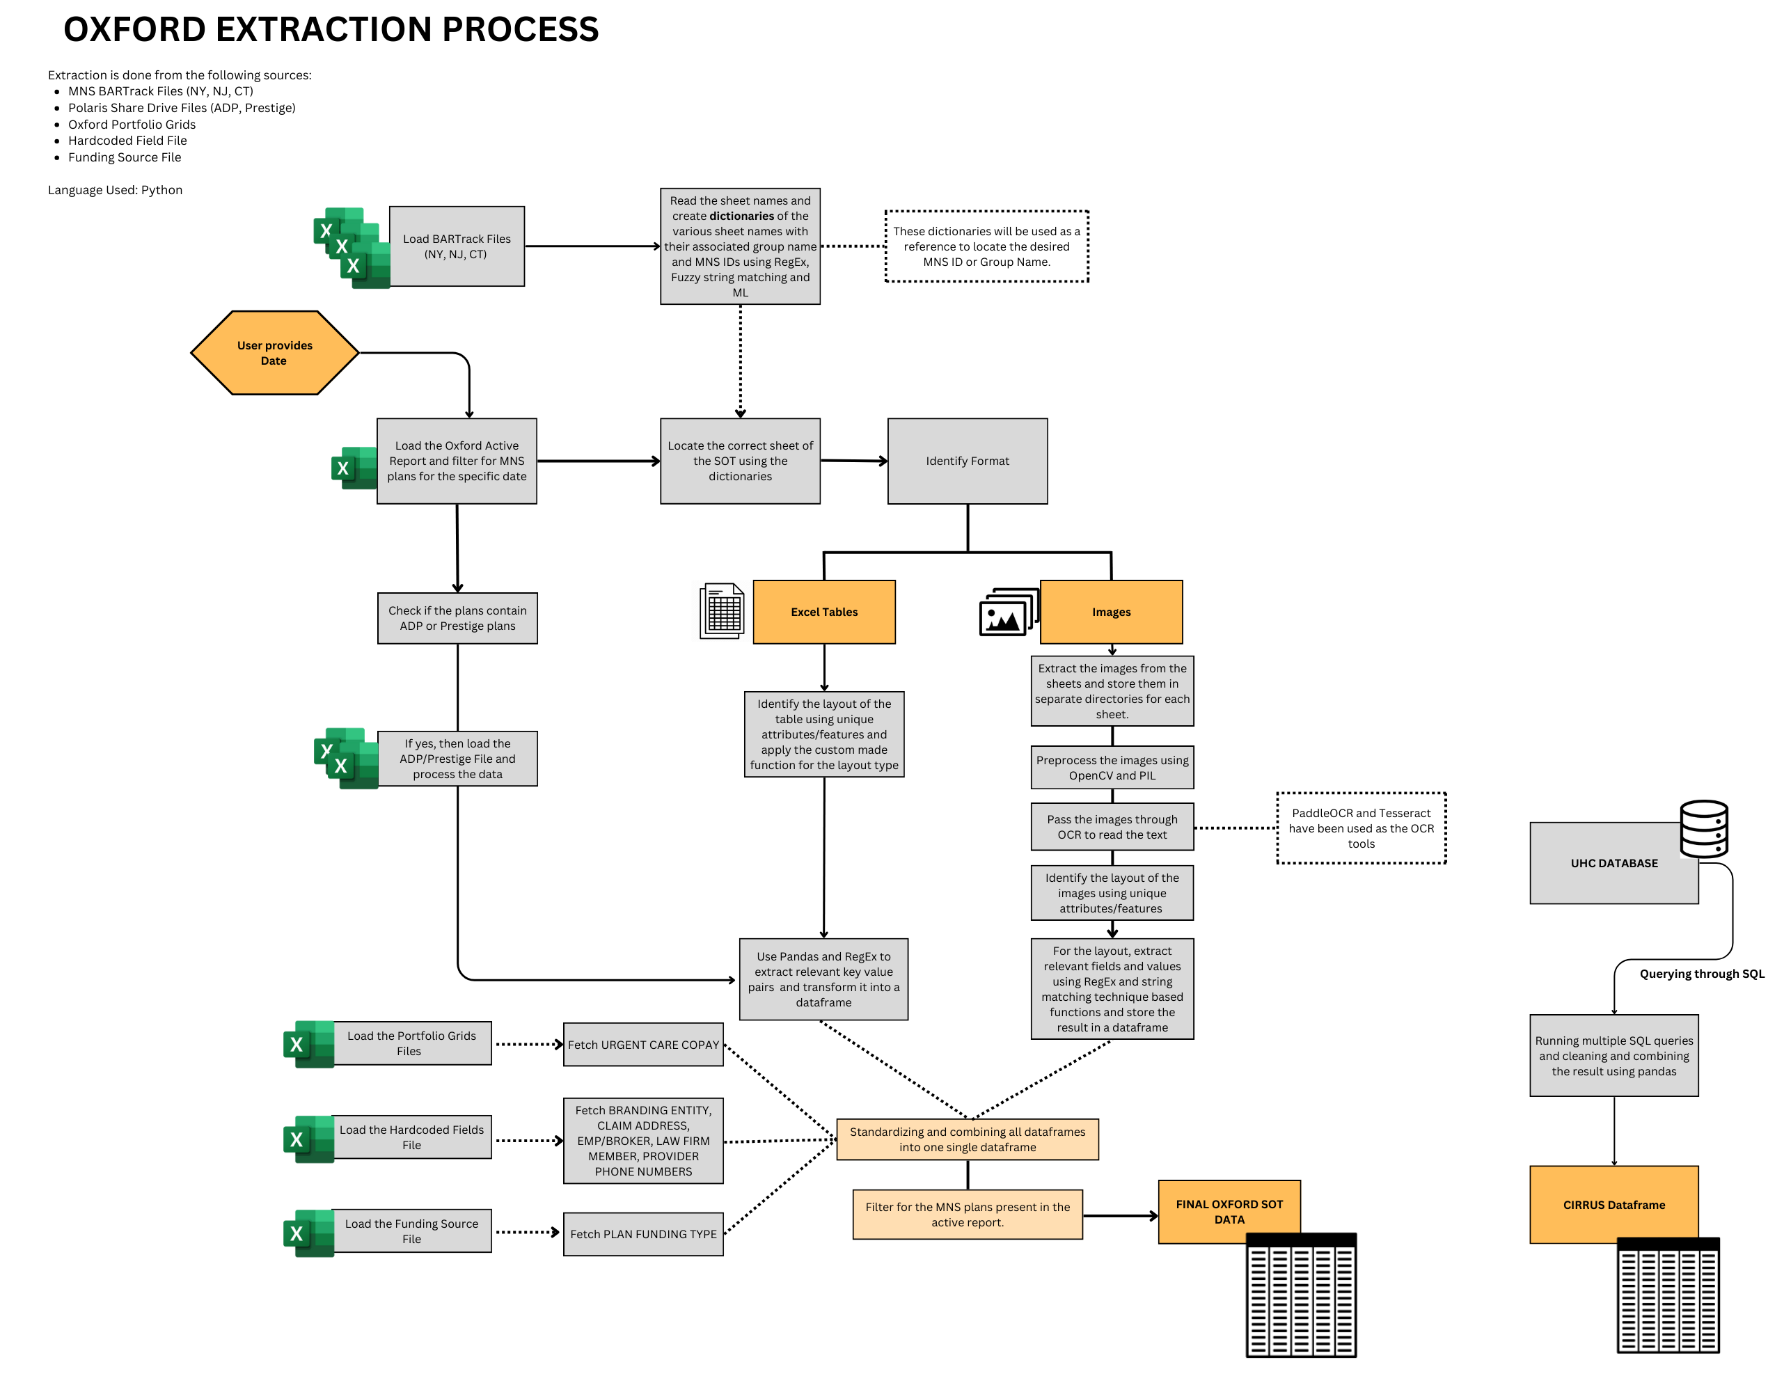 OXFORD EXTRACTION PROCESS
Extraction is done from the following sources:
MNS BARTrack Files (NY, NJ, CT)
Polaris Share Drive Files (ADP, Prestige)
Oxford Portfolio Grids
Hardcoded Field File
Funding Source File
Language Used: Python
Load BARTrack Files
(NY, NJ, CT)
Read the sheet names and
create dictionaries of the
various sheet names with
their associated group name
and MNS IDs using RegEx,
Fuzzy string matching and
ML
These dictionaries will be used as a
reference to locate the desired
MNS ID or Group Name.
User provides
Date
Load the Oxford Active
Report and filter for MNS
plans for the specific date
Locate the correct sheet of
the SOT using the
dictionaries
Identify Format
Check if the plans contain
ADP or Prestige plans
Excel Tables
Images
If yes, then load the
ADP/Prestige File and
process the data
Identify the layout of the
table using unique
attributes/features and
apply the custom made
function for the layout type
Extract the images from the
sheets and store them in
separate directories for each
sheet.
Preprocess the images using
OpenCV and PIL
Pass the images through
OCR to read the text
PaddleOCR and Tesseract
have been used as the OCR
tools
Identify the layout of the
images using unique
attributes/features
Use Pandas and RegEx to
extract relevant key value
pairs and transform it into a
dataframe
For the layout, extract
relevant fields and values
using RegEx and string
matching technique based
functions and store the
result in a dataframe
UHC DATABASE
Querying through SQL
Running multiple SQL queries
and cleaning and combining
the result using pandas
CIRRUS Dataframe
Load the Portfolio Grids
Files
Fetch URGENT CARE COPAY
Load the Hardcoded Fields
File
Fetch BRANDING ENTITY,
CLAIM ADDRESS,
EMP/BROKER, LAW FIRM
MEMBER, PROVIDER
PHONE NUMBERS
Load the Funding Source
File
Fetch PLAN FUNDING TYPE
Standardizing and combining all dataframes
into one single dataframe
Filter for the MNS plans present in the
active report.
FINAL OXFORD SOT
DATA
X
X
X
X
X
X
X
X
X